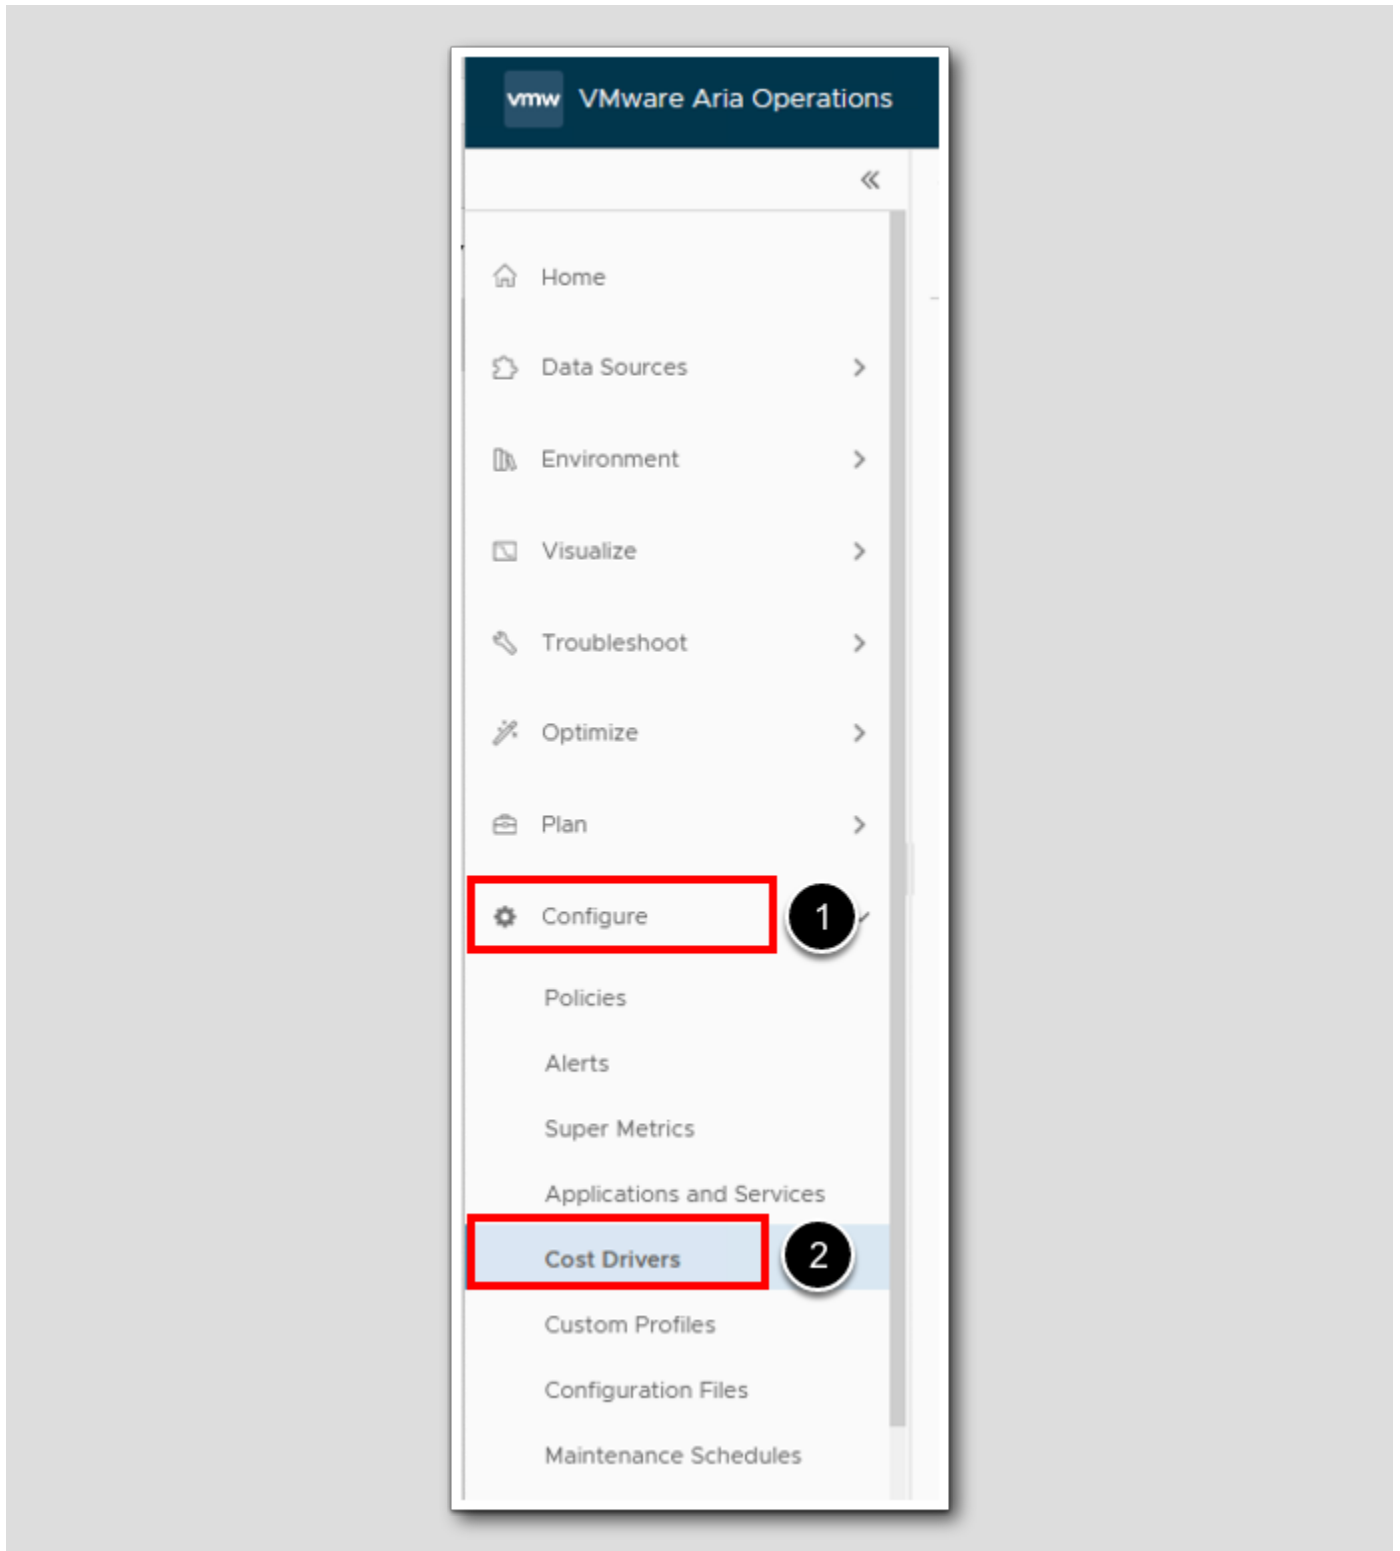 vmw VMware Aria Operations
Home
Data Sources
Environment
Visualize
Troubleshoot
Optimize
Plan
Configure 1
Policies
Alerts
Super Metrics
Applications and Services
Cost Drivers 2
Custom Profiles
Configuration Files
Maintenance Schedules